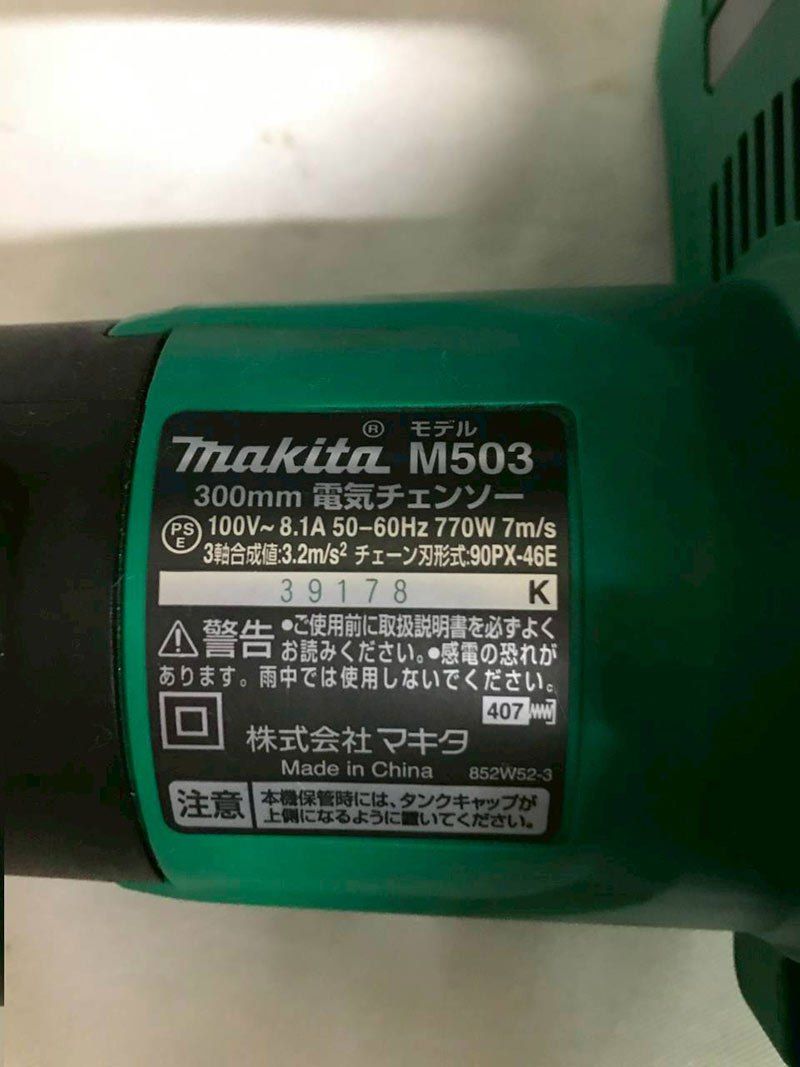 makita® モデル M503
300mm 電気チェンソー
PS E 100V~ 8.1A 50-60Hz 770W 7m/s
3軸合成値:3.2m/s² チェーン刃形式:90PX-46E
39178 K
警告 •ご使用前に取扱説明書を必ずよく
お読みください。•感電の恐れが
あります。雨中では使用しないでください。
407
株式会社マキタ
Made in China 852W52-3
注意 本機保管時には、タンクキャップが
上側になるように置いてください。